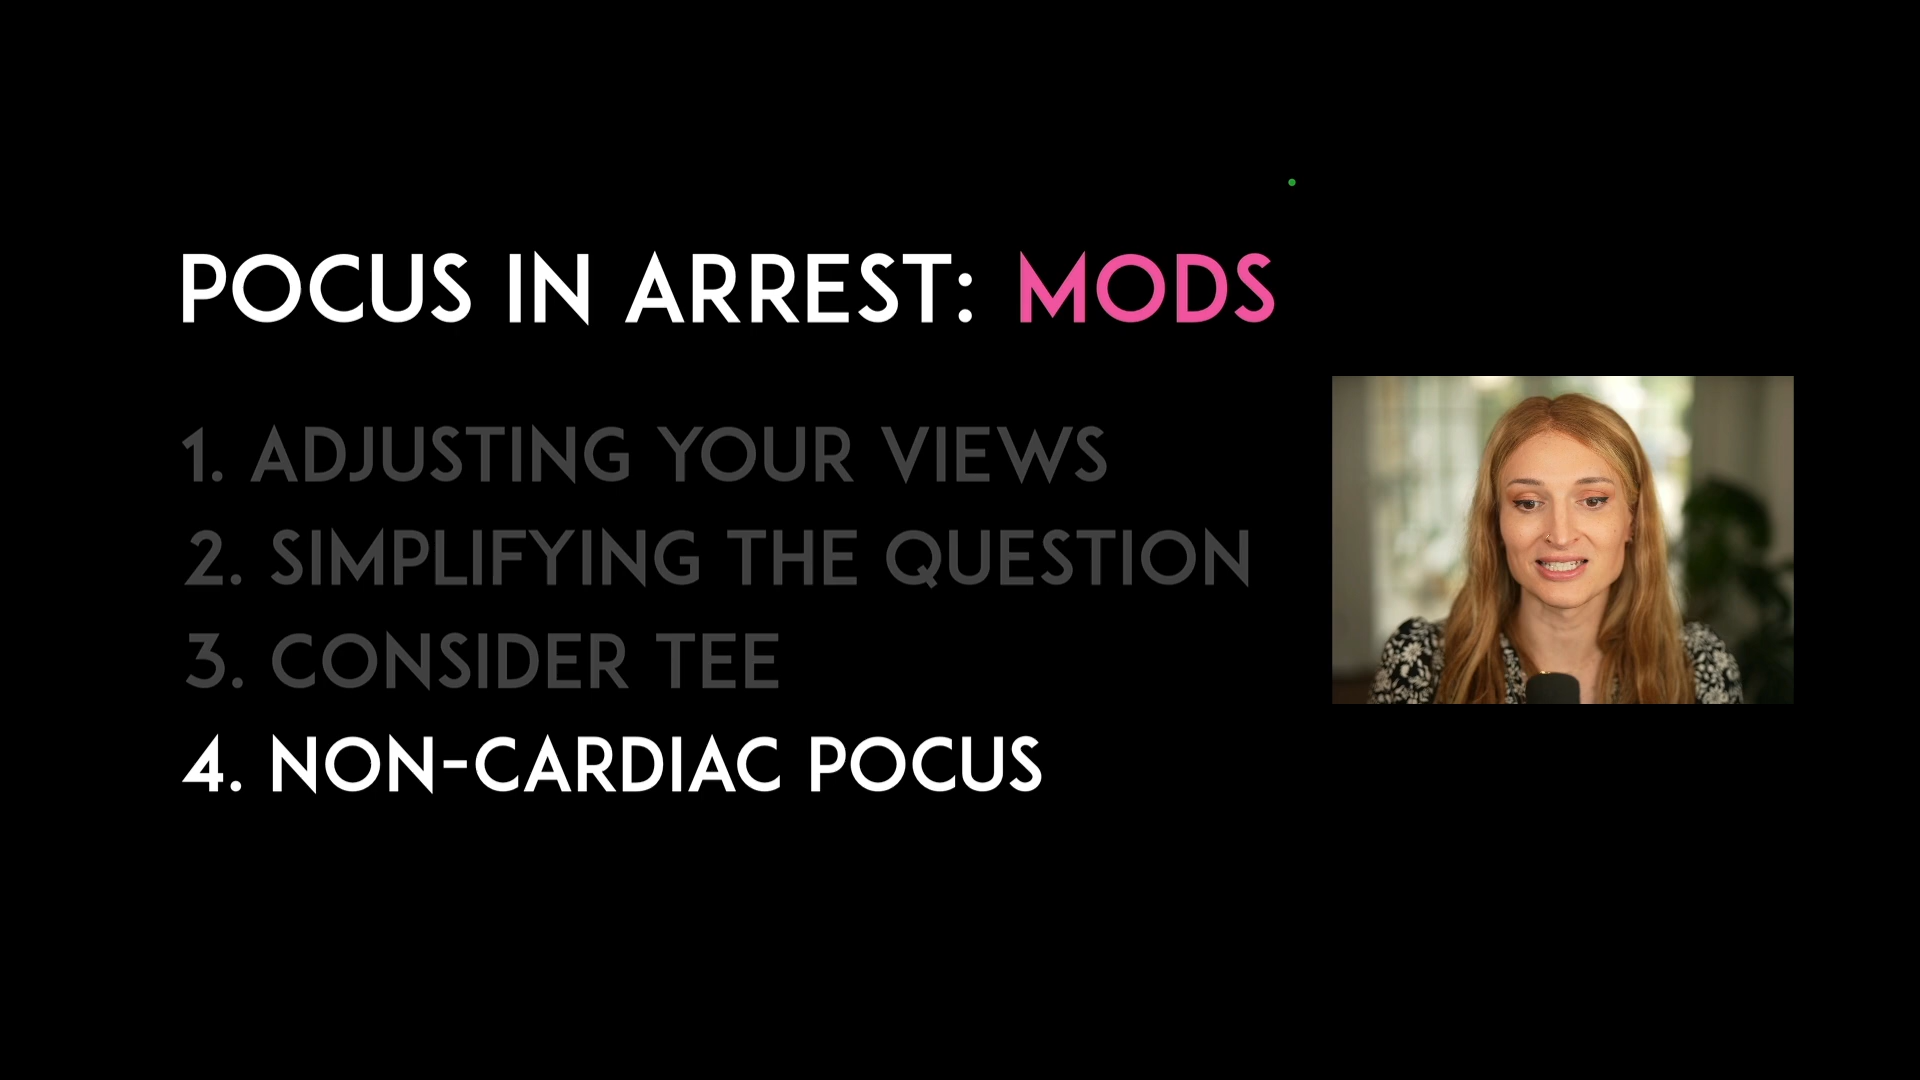 POCUS IN ARREST: MODS
1. ADJUSTING YOUR VIEWS
2. SIMPLIFYING THE QUESTION
3. CONSIDER TEE
4. NON-CARDIAC POCUS